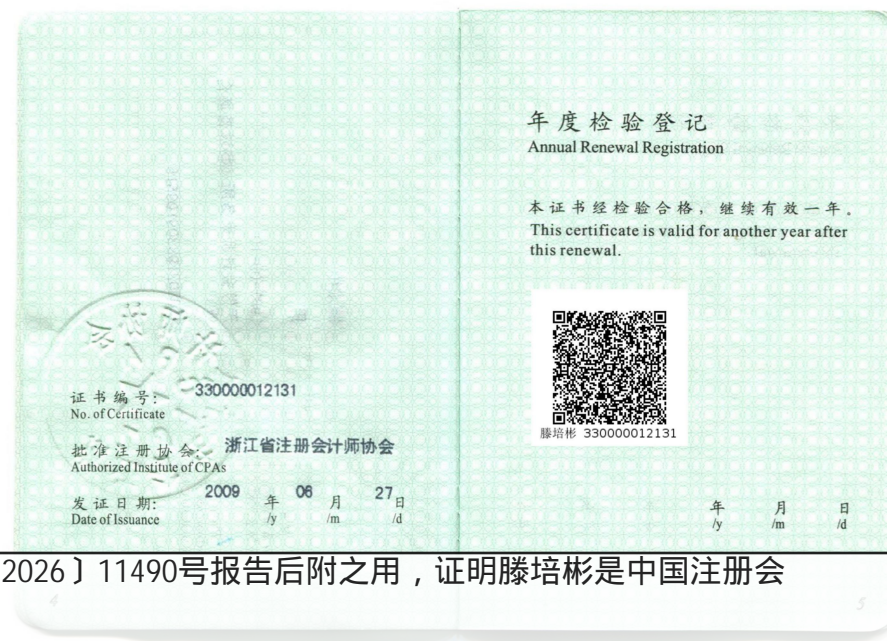 证书编号:
No. of Certificate
330000012131
批准注册协会:
Authorized Institute of CPAs
浙江省注册会计师协会
发证日期:
Date of Issuance
2009 年 06 月 27 日
/y /m /d
年度检验登记
Annual Renewal Registration
本证书经检验合格，继续有效一年。
This certificate is valid for another year after
this renewal.
滕培彬 330000012131
年 月 日
/y /m /d
2026〕11490号报告后附之用，证明滕培彬是中国注册会
4
5